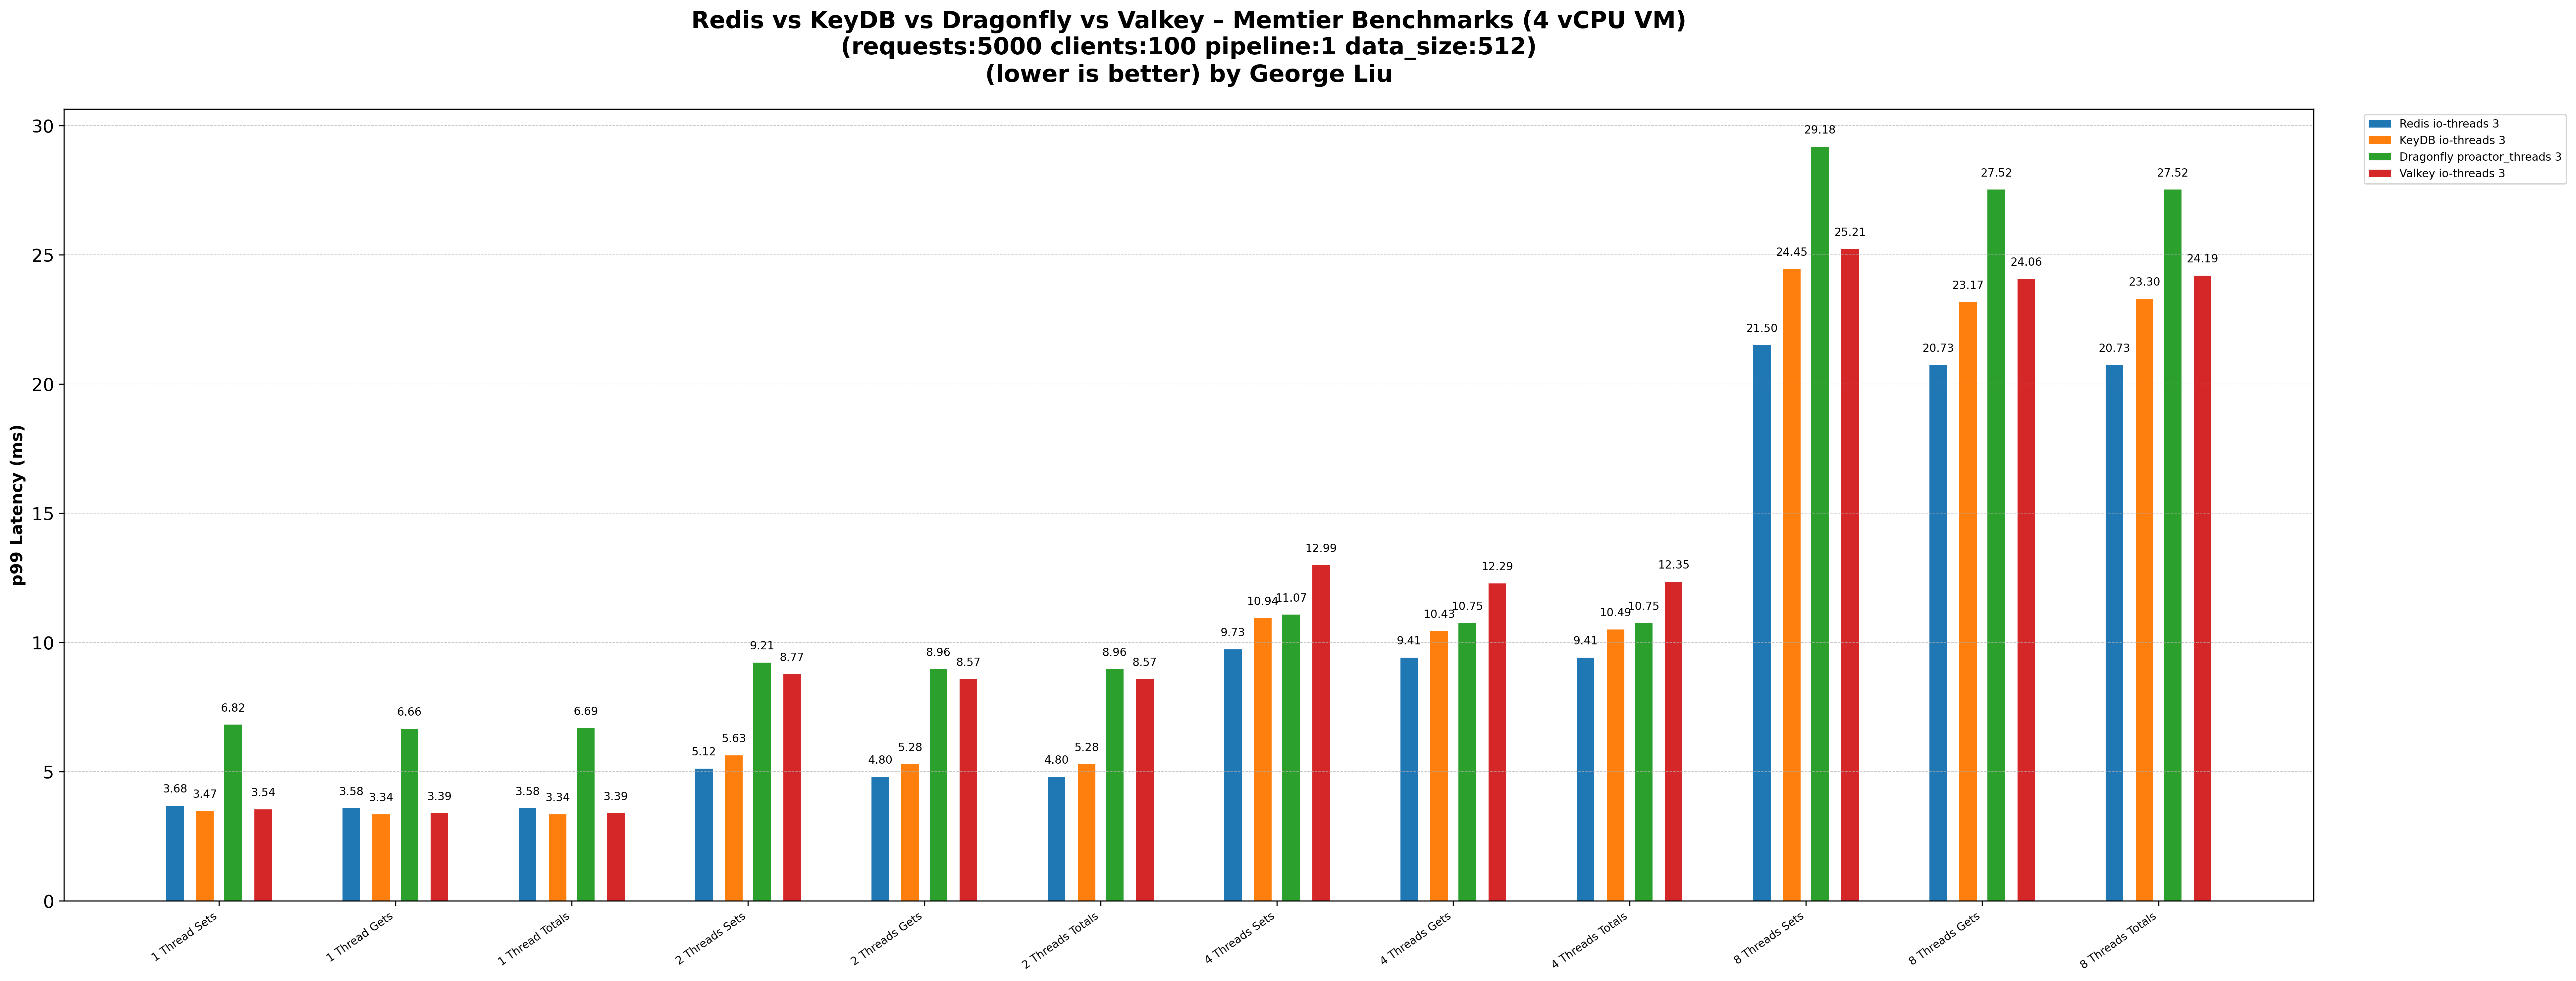 Redis vs KeyDB vs Dragonfly vs Valkey – Memtier Benchmarks (4 vCPU VM)
(requests:5000 clients:100 pipeline:1 data_size:512)
(lower is better) by George Liu
p99 Latency (ms)
30
25
20
15
10
5
0
3.68
3.47
6.82
3.54
3.58
3.34
6.66
3.39
3.58
3.34
6.69
3.39
5.12
5.63
9.21
8.77
4.80
5.28
8.96
8.57
4.80
5.28
8.96
8.57
9.73
10.94
11.07
12.99
9.41
10.43
10.75
12.29
9.41
10.49
10.75
12.35
21.50
24.45
29.18
25.21
20.73
23.17
27.52
24.06
20.73
23.30
27.52
24.19
1 Thread Sets
1 Thread Gets
1 Thread Totals
2 Threads Sets
2 Threads Gets
2 Threads Totals
4 Threads Sets
4 Threads Gets
4 Threads Totals
8 Threads Sets
8 Threads Gets
8 Threads Totals
Redis io-threads 3
KeyDB io-threads 3
Dragonfly proactor_threads 3
Valkey io-threads 3